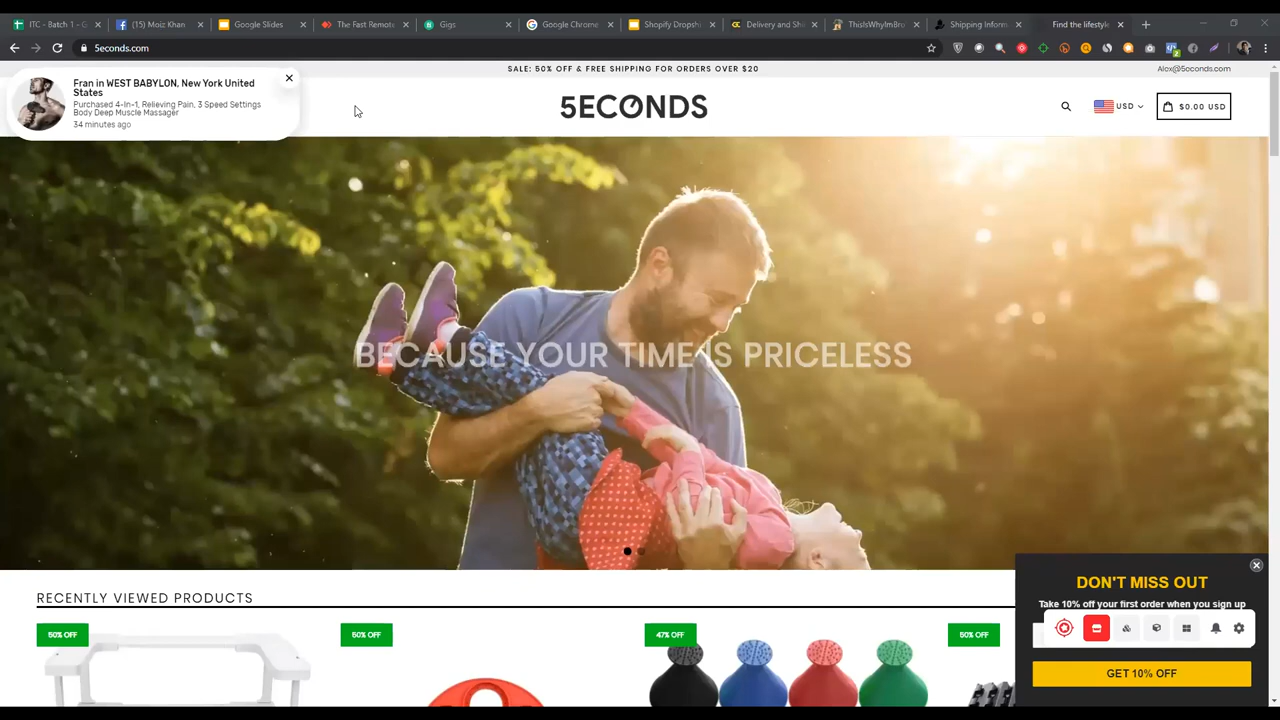 ITC - Batch 1 - G
(15) Moiz Khan
Google Slides
The Fast Remot
Gigs
Google Chrome
Shopify Dropshi
Delivery and Shi
ThisIsWhyImBro
Shipping Inform
Find the lifestyle
5econds.com
SALE: 50% OFF & FREE SHIPPING FOR ORDERS OVER $20
Alex@5econds.com
Fran in WEST BABYLON, New York United
States
Purchased 4-In-1, Relieving Pain, 3 Speed Settings
Body Deep Muscle Massager
34 minutes ago
5ECONDS
USD
$0.00 USD
BECAUSE YOUR TIME IS PRICELESS
RECENTLY VIEWED PRODUCTS
50% OFF
50% OFF
47% OFF
50% OFF
DON'T MISS OUT
Take 10% off your first order when you sign up
GET 10% OFF